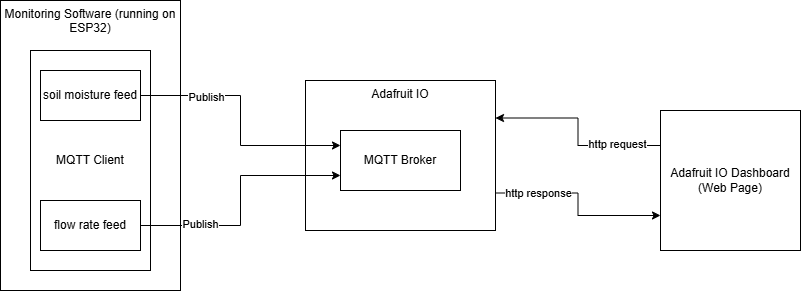 Monitoring Software (running on
ESP32)
soil moisture feed
MQTT Client
flow rate feed
Publish
Publish
Adafruit IO
MQTT Broker
http request
http response
Adafruit IO Dashboard
(Web Page)